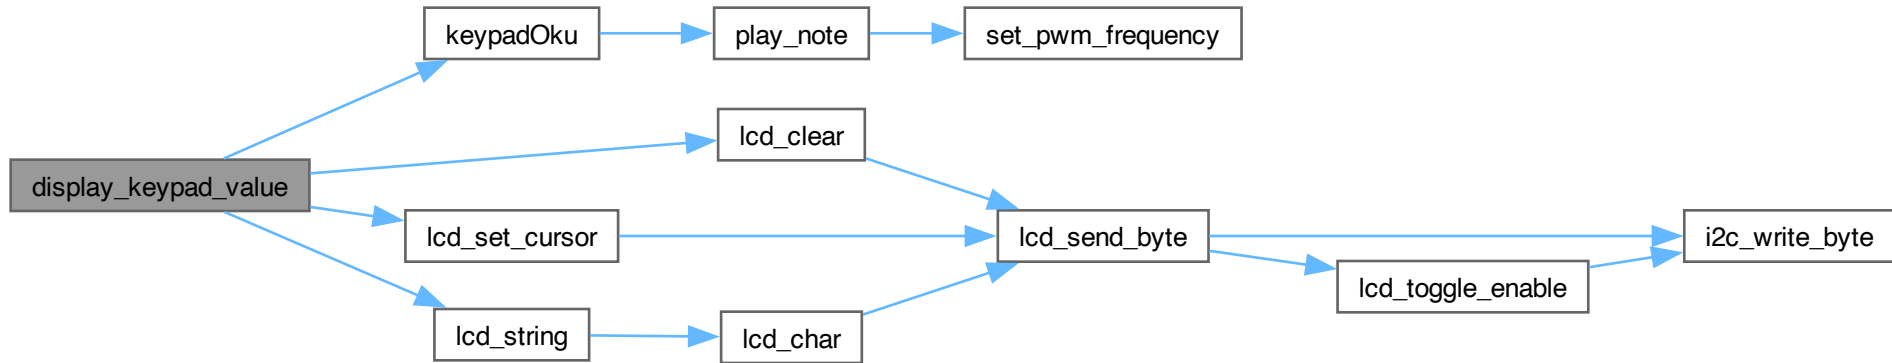 keypadOku
play_note
set_pwm_frequency
lcd_clear
display_keypad_value
lcd_set_cursor
lcd_send_byte
i2c_write_byte
lcd_toggle_enable
lcd_string
lcd_char